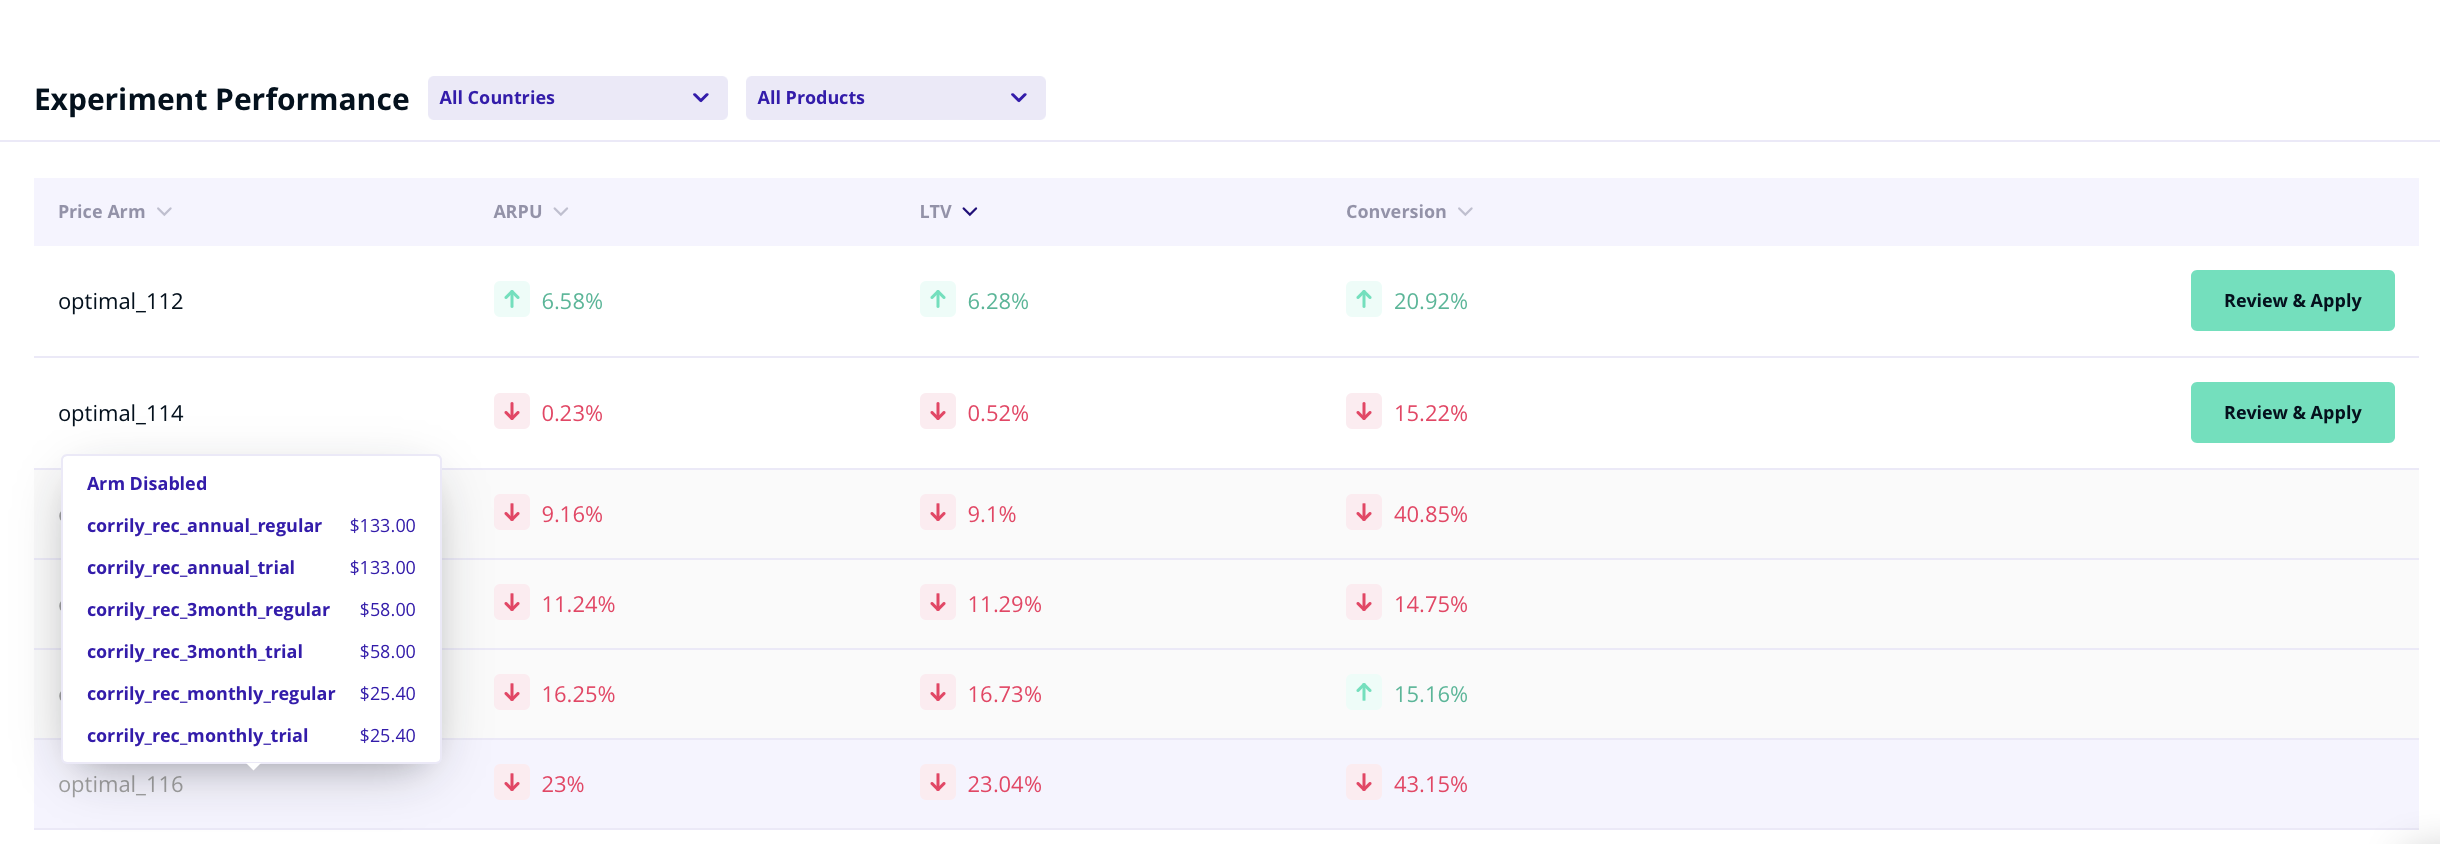 Experiment Performance All Countries All Products
Price Arm ARPU LTV Conversion
optimal_112 6.58% 6.28% 20.92% Review & Apply
optimal_114 0.23% 0.52% 15.22% Review & Apply
Arm Disabled
corrily_rec_annual_regular $133.00
corrily_rec_annual_trial $133.00
corrily_rec_3month_regular $58.00
corrily_rec_3month_trial $58.00
corrily_rec_monthly_regular $25.40
corrily_rec_monthly_trial $25.40
9.16% 9.1% 40.85%
11.24% 11.29% 14.75%
16.25% 16.73% 15.16%
optimal_116 23% 23.04% 43.15%